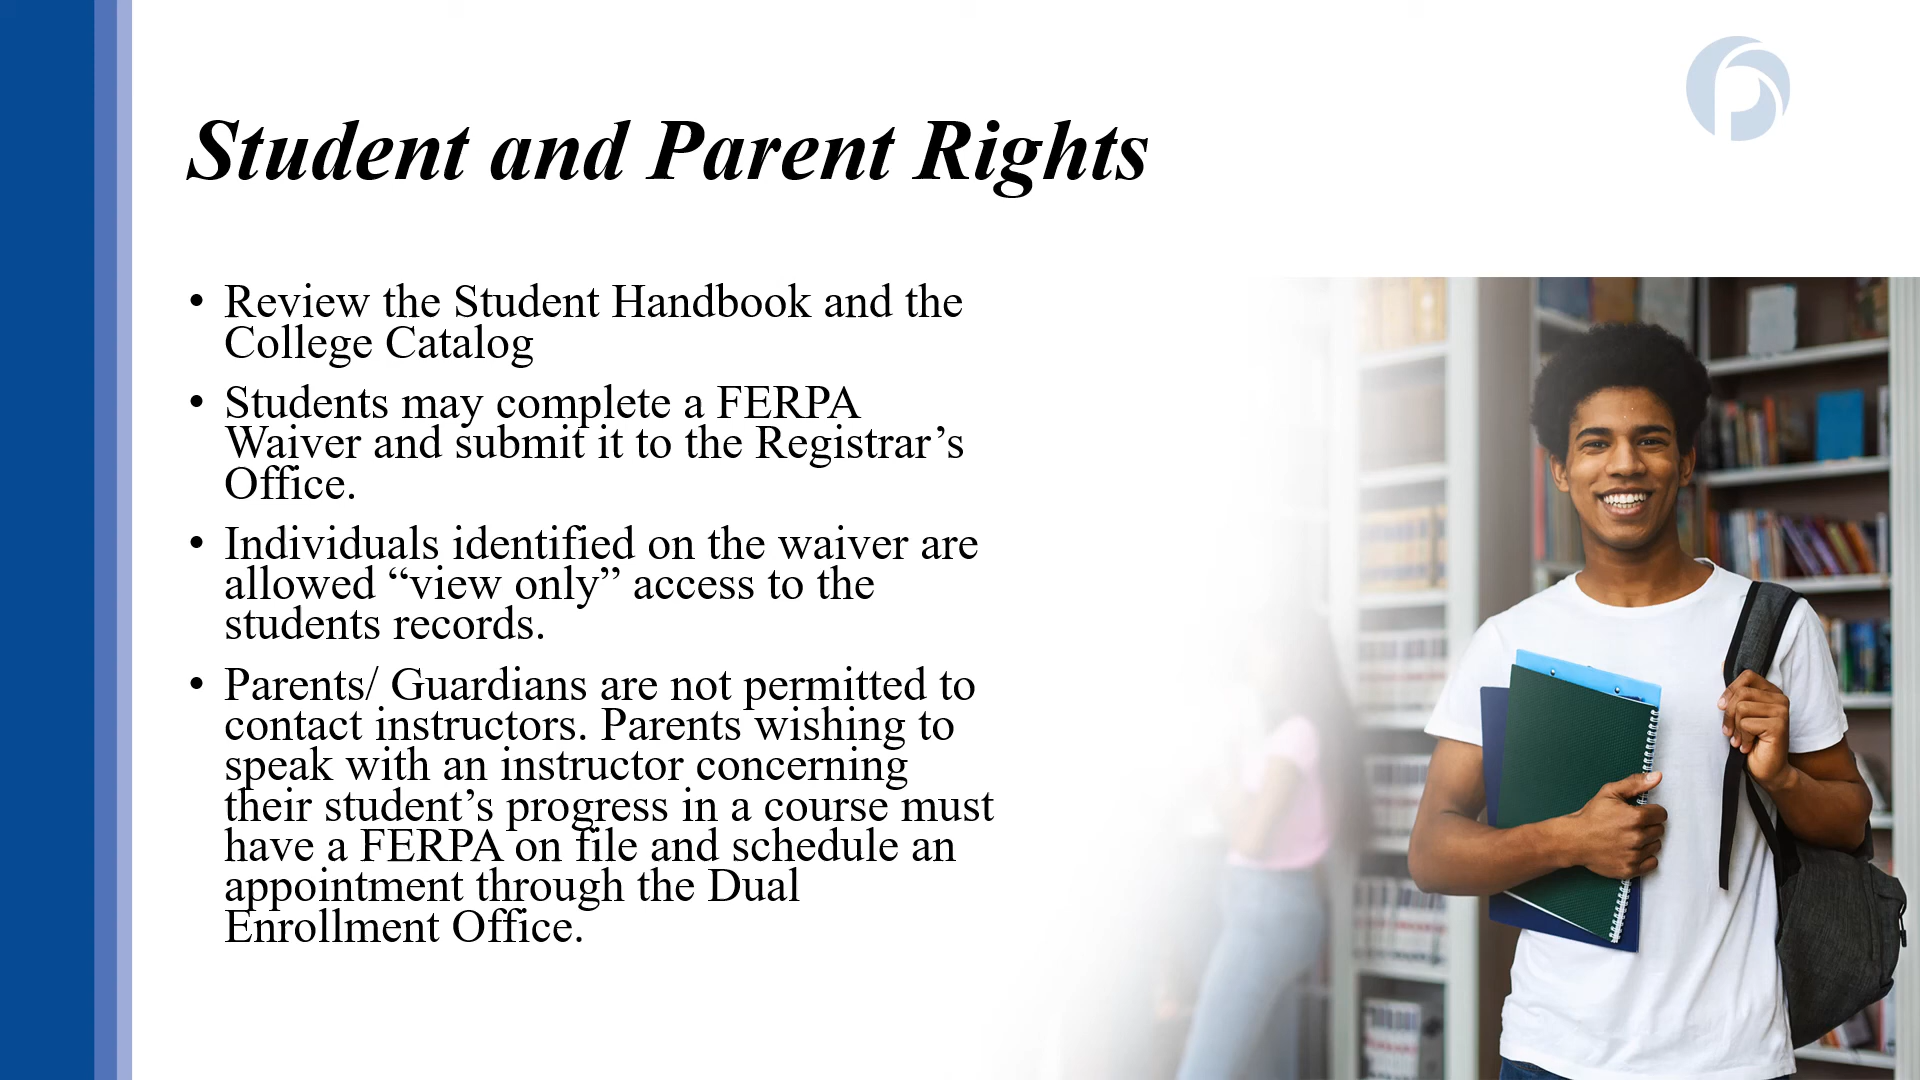 Student and Parent Rights
• Review the Student Handbook and the
College Catalog
• Students may complete a FERPA
Waiver and submit it to the Registrar’s
Office.
• Individuals identified on the waiver are
allowed “view only” access to the
students records.
• Parents/ Guardians are not permitted to
contact instructors. Parents wishing to
speak with an instructor concerning
their student’s progress in a course must
have a FERPA on file and schedule an
appointment through the Dual
Enrollment Office.